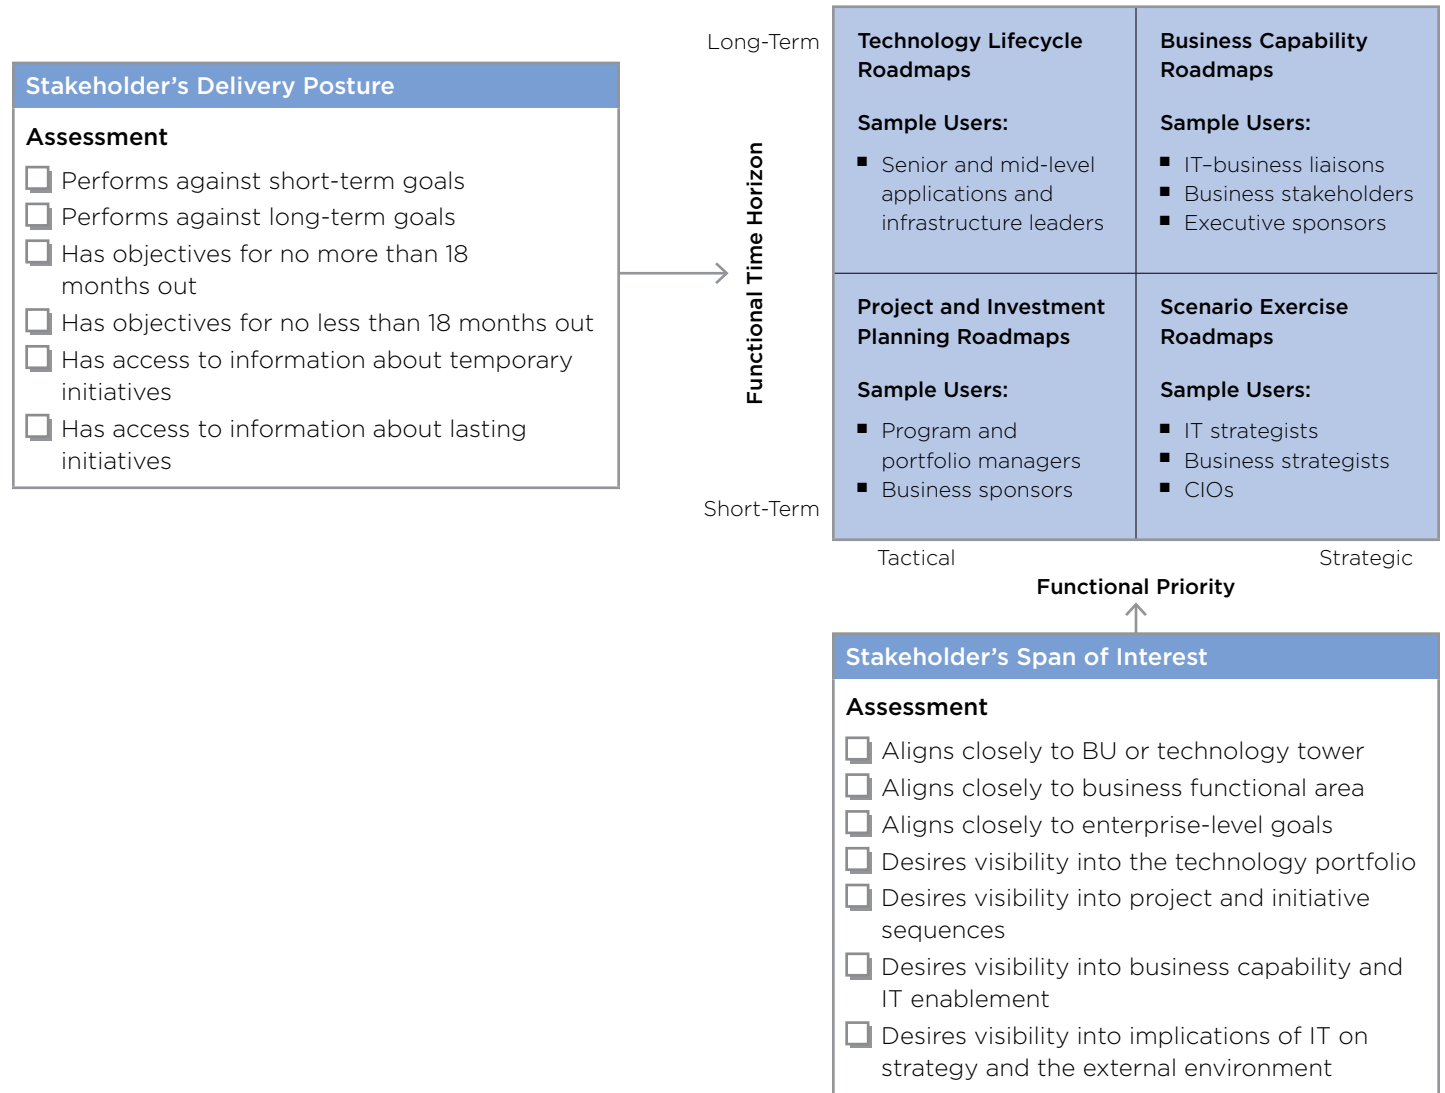 Stakeholder’s Delivery Posture
Assessment
Performs against short-term goals
Performs against long-term goals
Has objectives for no more than 18
months out
Has objectives for no less than 18 months out
Has access to information about temporary
initiatives
Has access to information about lasting
initiatives
Long-Term
Functional Time Horizon
Short-Term
Technology Lifecycle
Roadmaps
Sample Users:
■ Senior and mid-level
applications and
infrastructure leaders
Business Capability
Roadmaps
Sample Users:
■ IT–business liaisons
■ Business stakeholders
■ Executive sponsors
Project and Investment
Planning Roadmaps
Sample Users:
■ Program and
portfolio managers
■ Business sponsors
Scenario Exercise
Roadmaps
Sample Users:
■ IT strategists
■ Business strategists
■ CIOs
Tactical
Strategic
Functional Priority
Stakeholder’s Span of Interest
Assessment
Aligns closely to BU or technology tower
Aligns closely to business functional area
Aligns closely to enterprise-level goals
Desires visibility into the technology portfolio
Desires visibility into project and initiative
sequences
Desires visibility into business capability and
IT enablement
Desires visibility into implications of IT on
strategy and the external environment